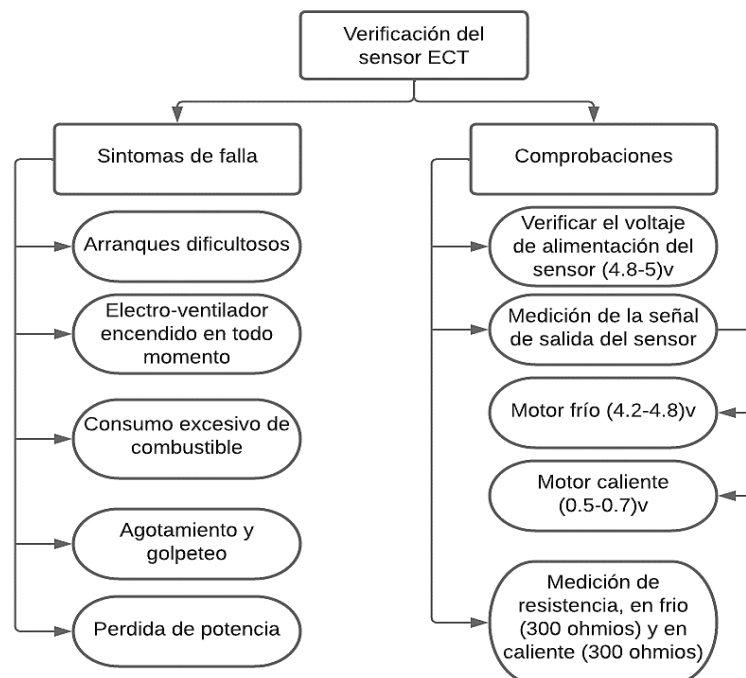 Verificación del
sensor ECT
Sintomas de falla
Arranques dificultosos
Electro-ventilador
encendido en todo
momento
Consumo excesivo de
combustible
Agotamiento y
golpeteo
Perdida de potencia
Comprobaciones
Verificar el voltaje
de alimentación del
sensor (4.8-5)v
Medición de la señal
de salida del sensor
Motor frío (4.2-4.8)v
Motor caliente
(0.5-0.7)v
Medición de
resistencia, en frio
(300 ohmios) y en
caliente (300 ohmios)